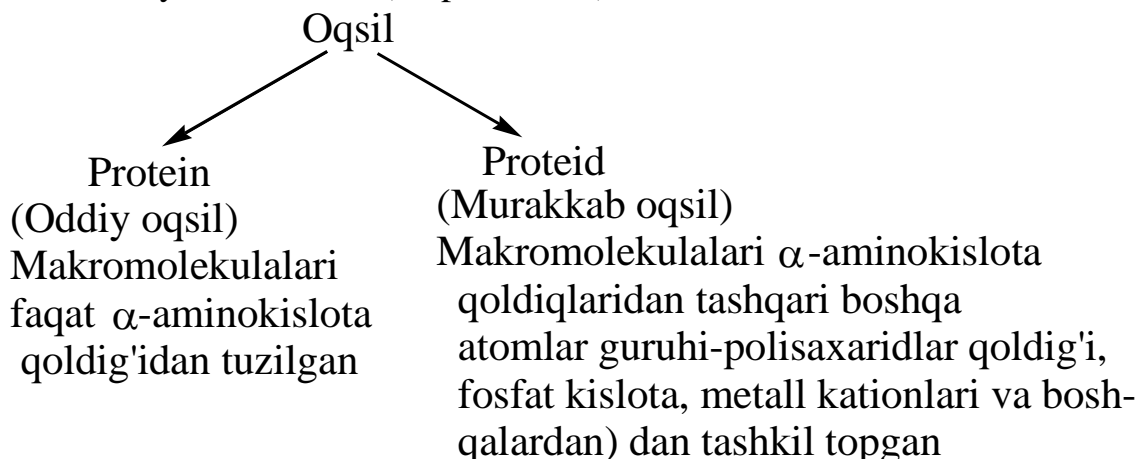 Oqsil
Protein
(Oddiy oqsil)
Makromolekulalari
faqat α-aminokislota
qoldig'idan tuzilgan
Proteid
(Murakkab oqsil)
Makromolekulalari α-aminokislota
qoldiqlaridan tashqari boshqa
atomlar guruhi-polisaxaridlar qoldig'i,
fosfat kislota, metall kationlari va bosh-
qalardan) dan tashkil topgan